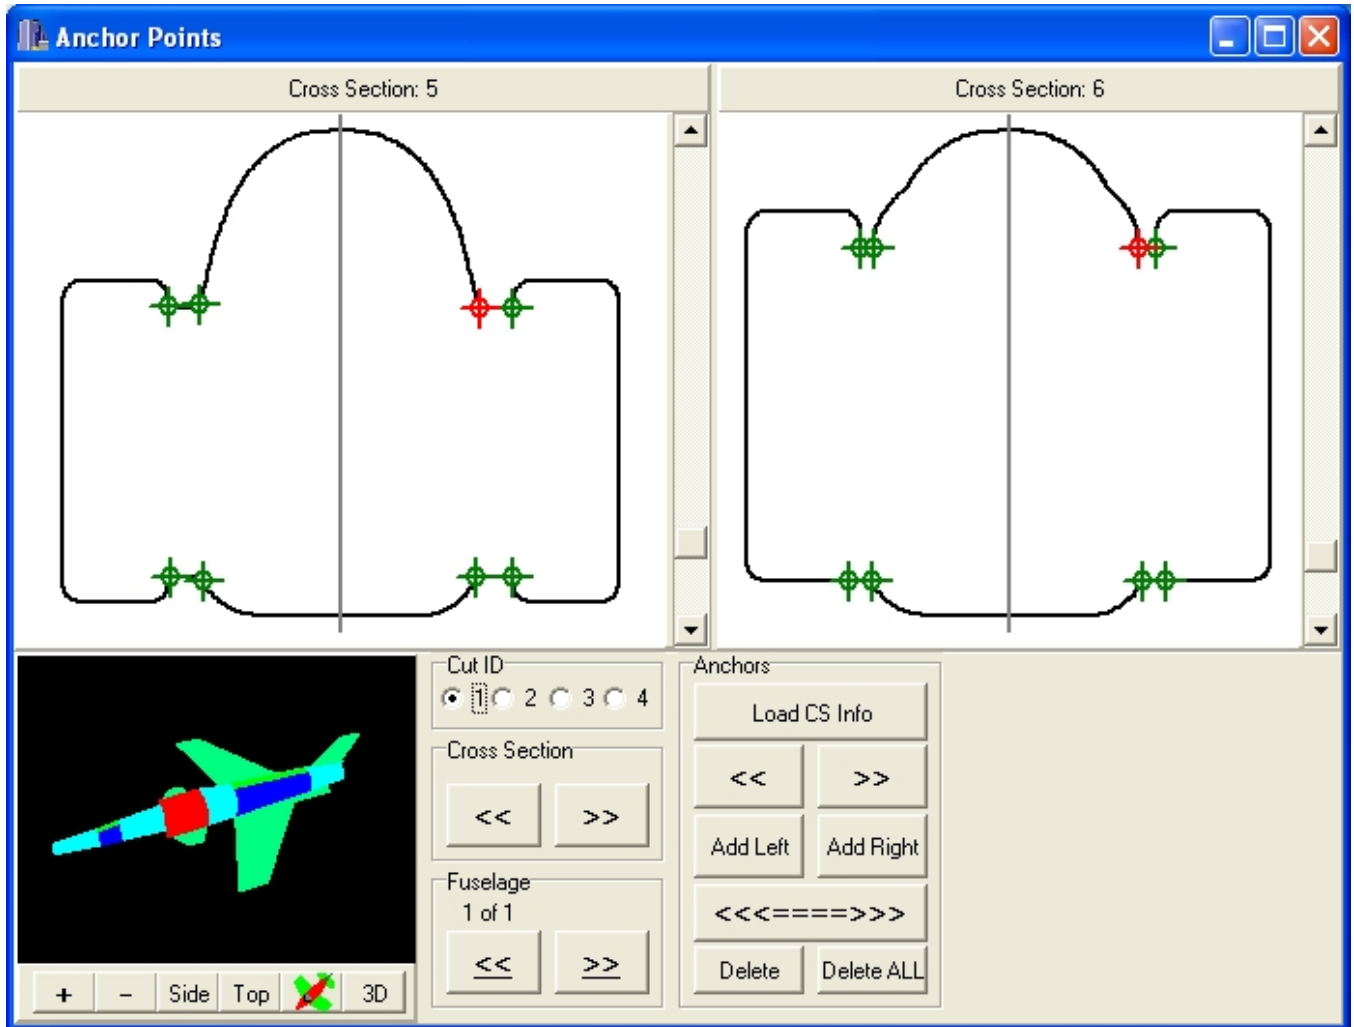 Anchor Points
Cross Section: 5
Cross Section: 6
Cut ID
1 2 3 4
Cross Section
<< >>
Fuselage
1 of 1
<< >>
Anchors
Load CS Info
<< >>
Add Left Add Right
<<<====>>>
Delete Delete ALL
+ - Side Top 3D